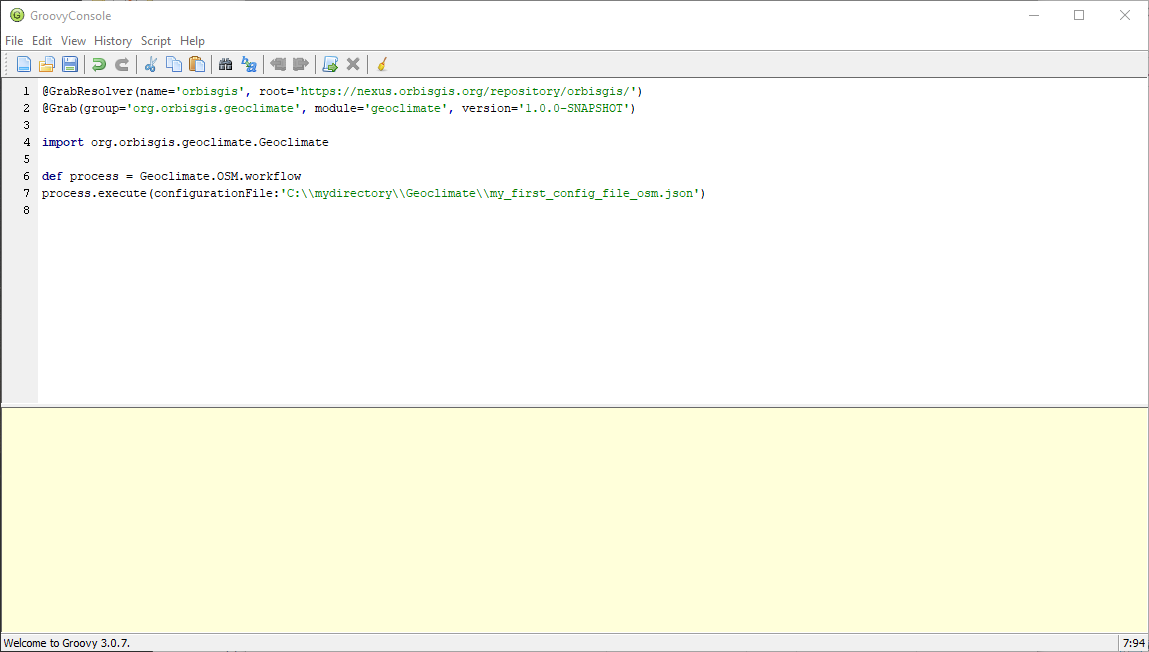 GroovyConsole
File Edit View History Script Help
1 @GrabResolver(name='orbisgis', root='https://nexus.orbisgis.org/repository/orbisgis/')
2 @Grab(group='org.orbisgis.geoclimate', module='geoclimate', version='1.0.0-SNAPSHOT')
3
4 import org.orbisgis.geoclimate.Geoclimate
5
6 def process = Geoclimate.OSM.workflow
7 process.execute(configurationFile:'C:\\mydirectory\\Geoclimate\\my_first_config_file_osm.json')
8
Welcome to Groovy 3.0.7. 7:94